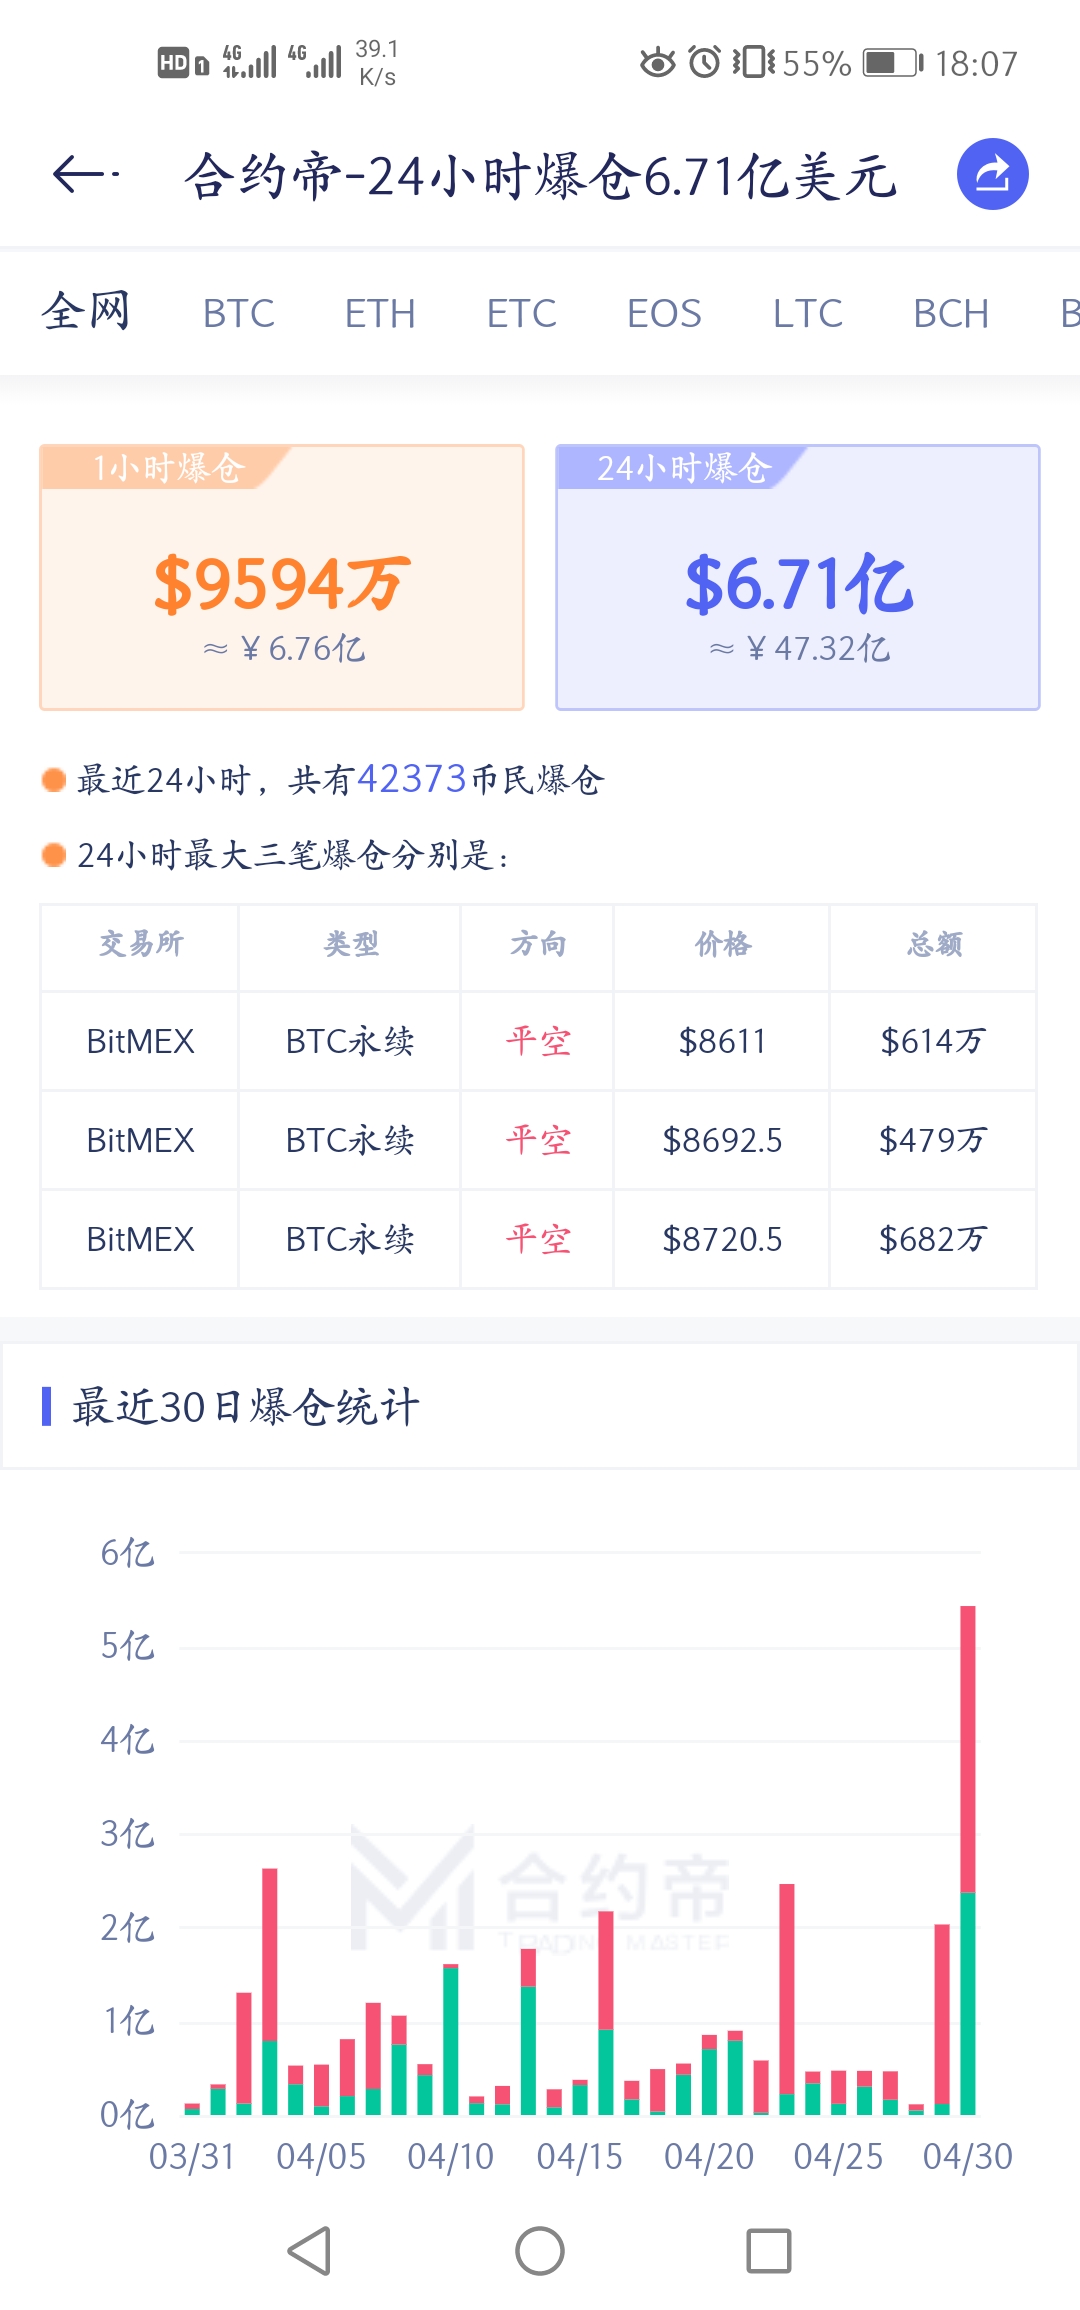 HD 1 4G 4G 39.1 K/s 55% 18:07
合约帝-24小时爆仓6.71亿美元
全网 BTC ETH ETC EOS LTC BCH B
1小时爆仓 24小时爆仓
$9594万 $6.71亿
≈ ¥6.76亿 ≈ ¥47.32亿
最近24小时，共有42373币民爆仓
24小时最大三笔爆仓分别是：
交易所 类型 方向 价格 总额
BitMEX BTC永续 平空 $8611 $614万
BitMEX BTC永续 平空 $8692.5 $479万
BitMEX BTC永续 平空 $8720.5 $682万
最近30日爆仓统计
6亿
5亿
4亿
3亿
合约帝
2亿
TRADING MASTER
1亿
0亿
03/31 04/05 04/10 04/15 04/20 04/25 04/30